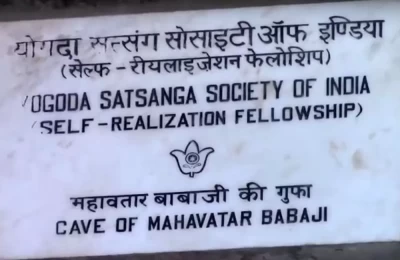 योगदा सत्संग सोसाइटी ऑफ इण्डिया
(सेल्फ-रीयलाइजेशन फेलोशिप)
YOGODA SATSANGA SOCIETY OF INDIA
(SELF-REALIZATION FELLOWSHIP)
महावतार बाबाजी की गुफा
CAVE OF MAHAVATAR BABAJI